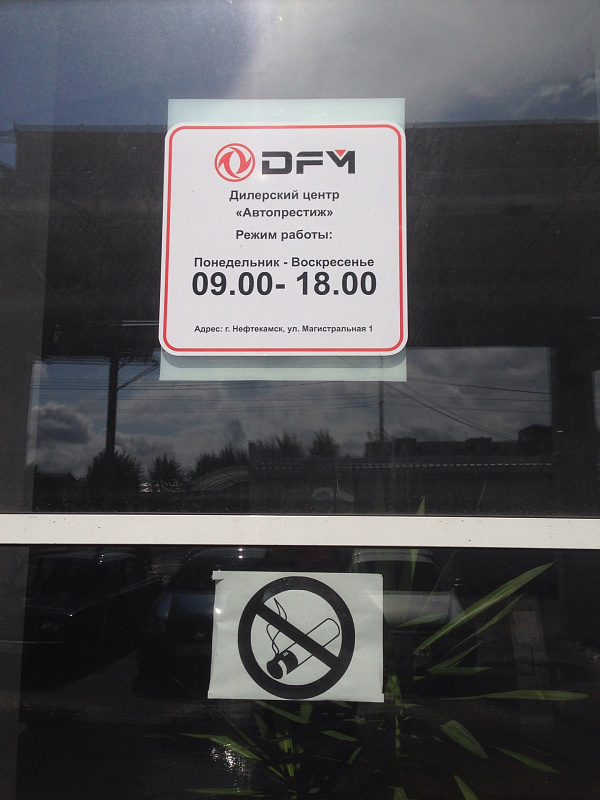 DFM
Дилерский центр
«Автопрестиж»
Режим работы:
Понедельник - Воскресенье
09.00- 18.00
Адрес: г. Нефтекамск, ул. Магистральная 1